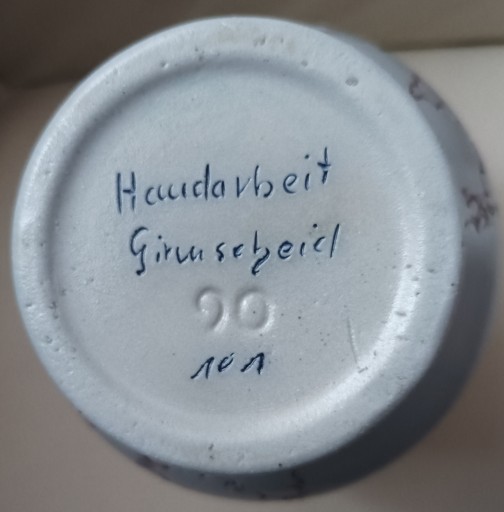 Handarbeit
Girmscheid
90
101